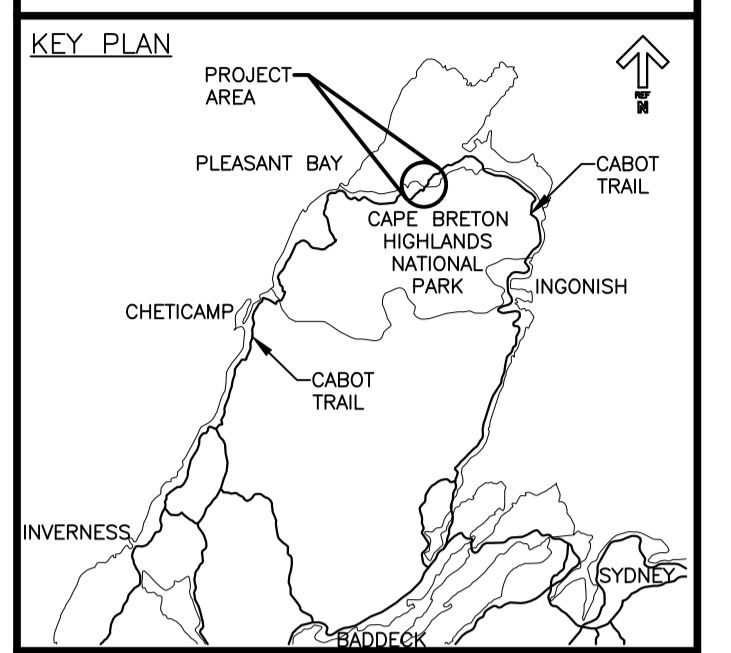 KEY PLAN
REF
N
PROJECT
AREA
PLEASANT BAY
CABOT
TRAIL
CAPE BRETON
HIGHLANDS
NATIONAL
PARK
INGONISH
CHETICAMP
CABOT
TRAIL
INVERNESS
SYDNEY
BADDECK